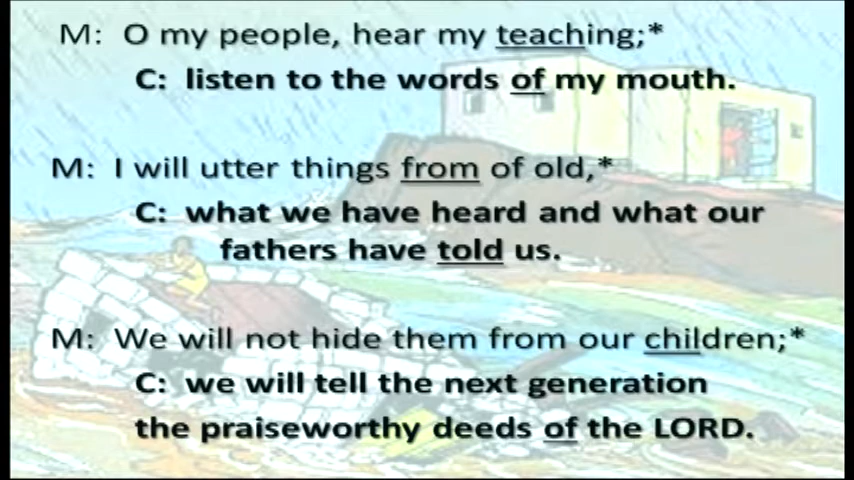 M: O my people, hear my teaching;*
C: listen to the words of my mouth.
M: I will utter things from of old,*
C: what we have heard and what our
fathers have told us.
M: We will not hide them from our children;*
C: we will tell the next generation
the praiseworthy deeds of the LORD.